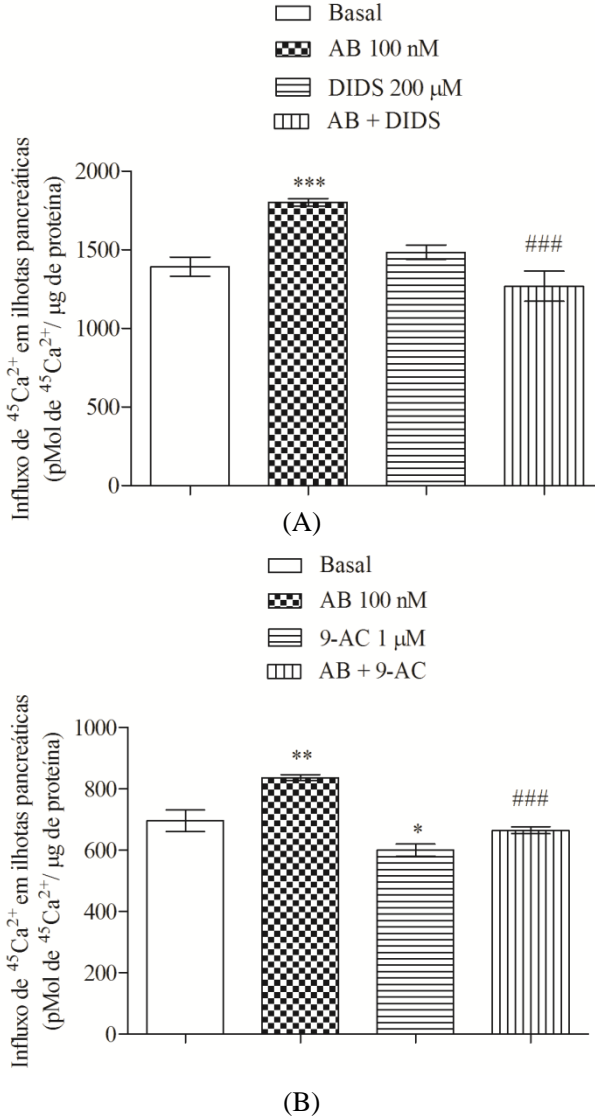 Basal
AB 100 nM
DIDS 200 µM
AB + DIDS
Influxo de ⁴⁵Ca²⁺ em ilhotas pancreáticas
(pMol de ⁴⁵Ca²⁺/ µg de proteína)
2000
1500
1000
500
0
***
###
(A)
Basal
AB 100 nM
9-AC 1 µM
AB + 9-AC
Influxo de ⁴⁵Ca²⁺ em ilhotas pancreáticas
(pMol de ⁴⁵Ca²⁺/ µg de proteína)
1000
800
600
400
200
0
**
*
###
(B)